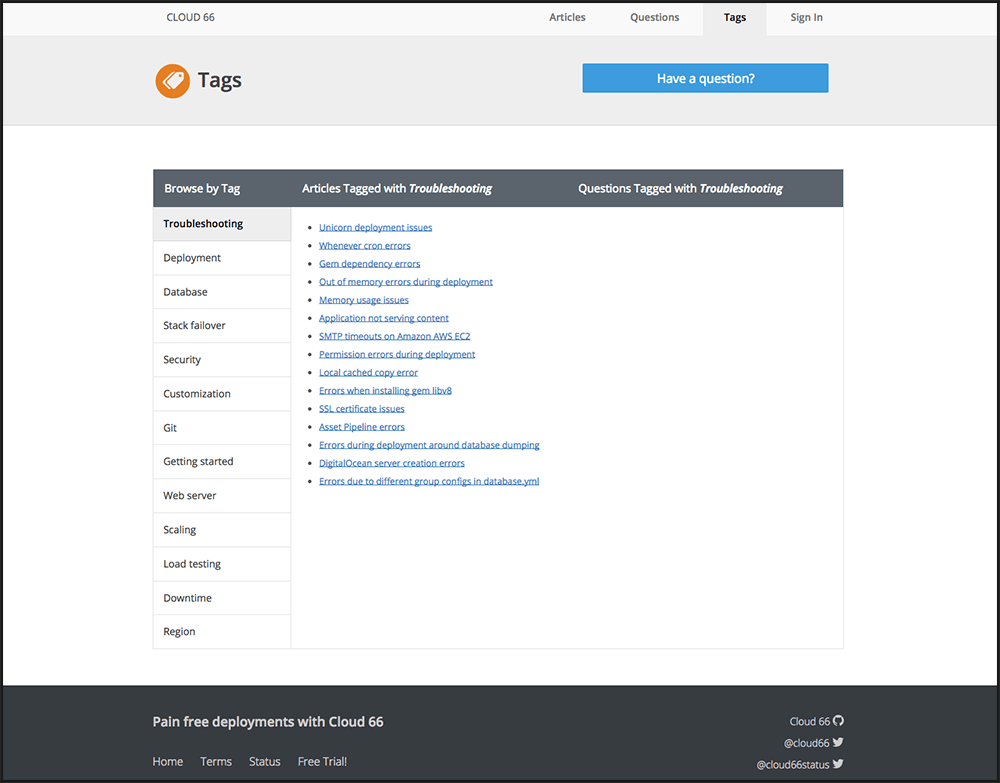 CLOUD 66
Articles
Questions
Tags
Sign In
Tags
Have a question?
Browse by Tag
Articles Tagged with Troubleshooting
Questions Tagged with Troubleshooting
Troubleshooting
Deployment
Database
Stack failover
Security
Customization
Git
Getting started
Web server
Scaling
Load testing
Downtime
Region
Unicorn deployment issues
Whenever cron errors
Gem dependency errors
Out of memory errors during deployment
Memory usage issues
Application not serving content
SMTP timeouts on Amazon AWS EC2
Permission errors during deployment
Local cached copy error
Errors when installing gem libv8
SSL certificate issues
Asset Pipeline errors
Errors during deployment around database dumping
DigitalOcean server creation errors
Errors due to different group configs in database.yml
Pain free deployments with Cloud 66
Home
Terms
Status
Free Trial!
Cloud 66
@cloud66
@cloud66status